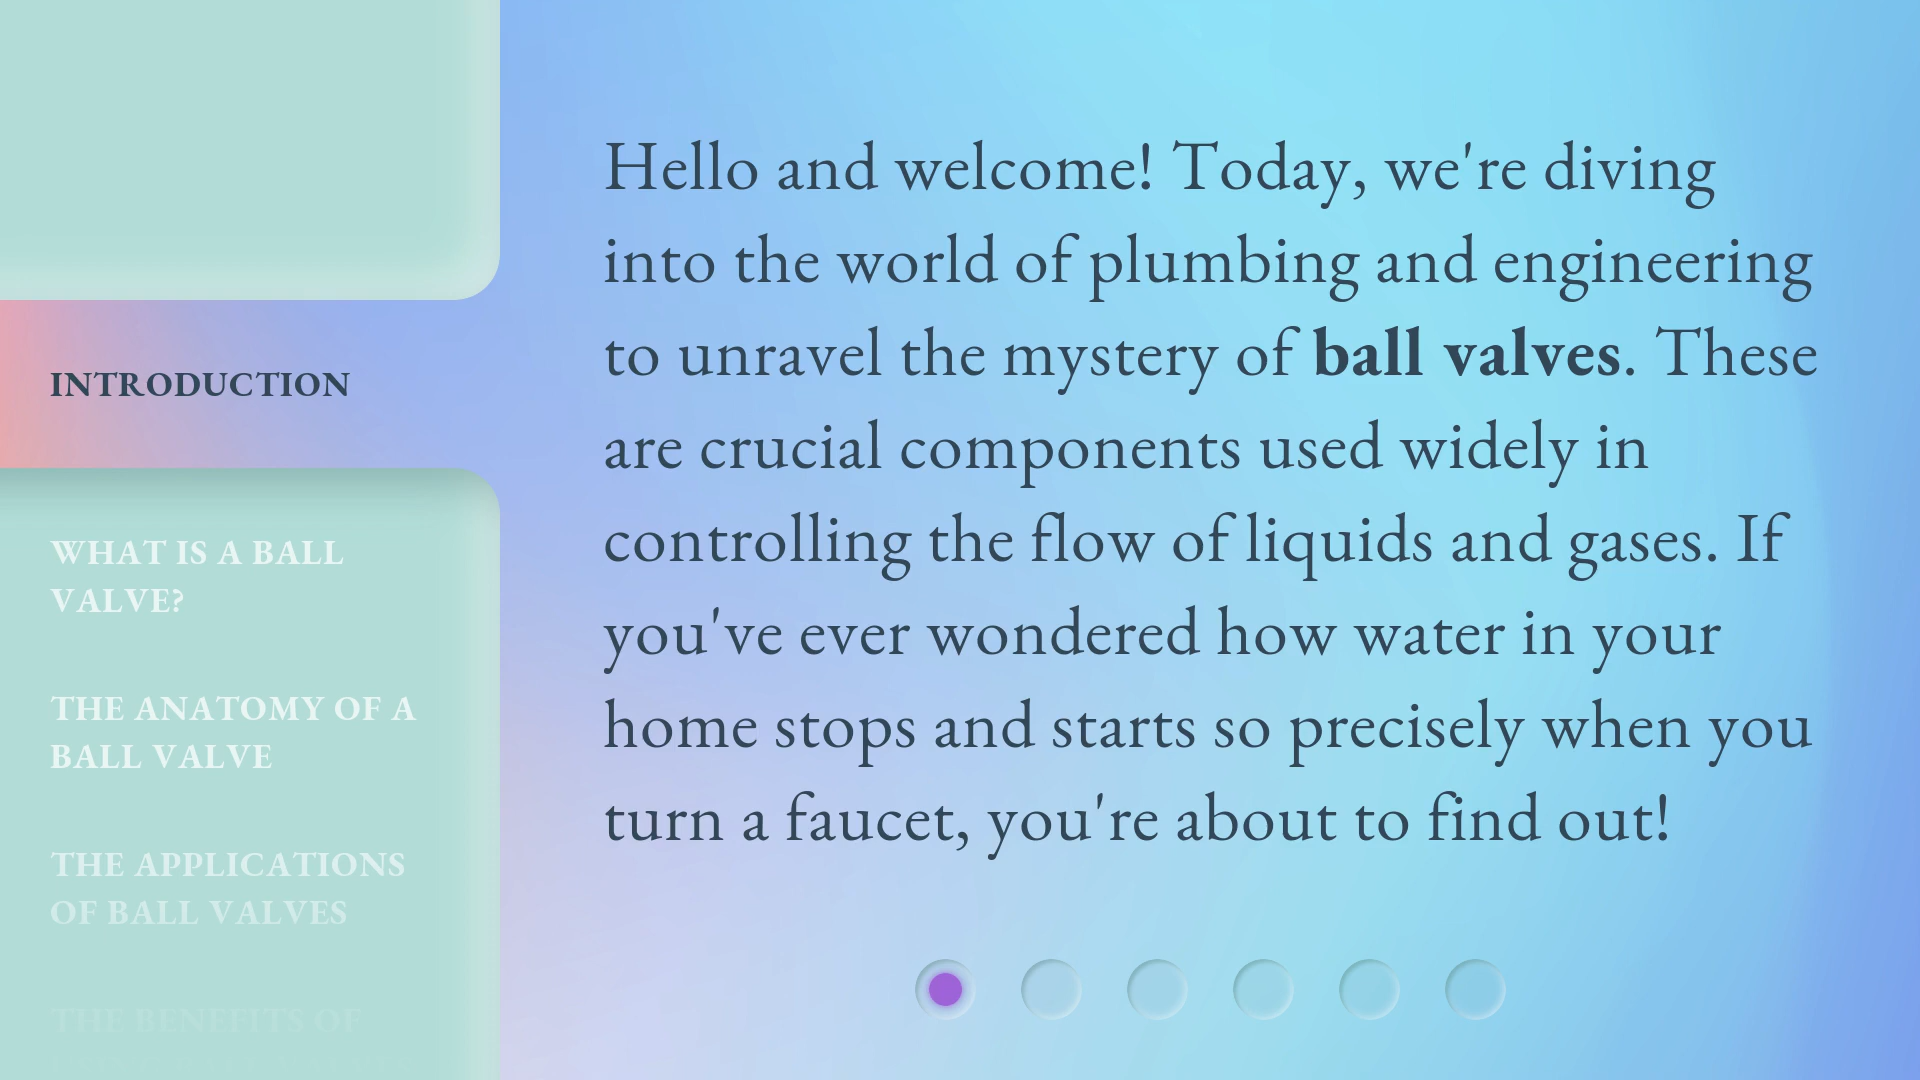 INTRODUCTION
WHAT IS A BALL
VALVE?
THE ANATOMY OF A
BALL VALVE
THE APPLICATIONS
OF BALL VALVES
THE BENEFITS OF
Hello and welcome! Today, we're diving
into the world of plumbing and engineering
to unravel the mystery of ball valves. These
are crucial components used widely in
controlling the flow of liquids and gases. If
you've ever wondered how water in your
home stops and starts so precisely when you
turn a faucet, you're about to find out!